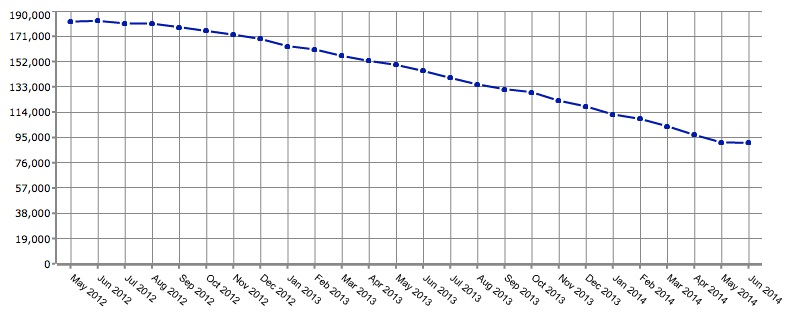 190,000
171,000
152,000
133,000
114,000
95,000
76,000
57,000
38,000
19,000
0
May 2012
Jun 2012
Jul 2012
Aug 2012
Sep 2012
Oct 2012
Nov 2012
Dec 2012
Jan 2013
Feb 2013
Mar 2013
Apr 2013
May 2013
Jun 2013
Jul 2013
Aug 2013
Sep 2013
Oct 2013
Nov 2013
Dec 2013
Jan 2014
Feb 2014
Mar 2014
Apr 2014
May 2014
Jun 2014